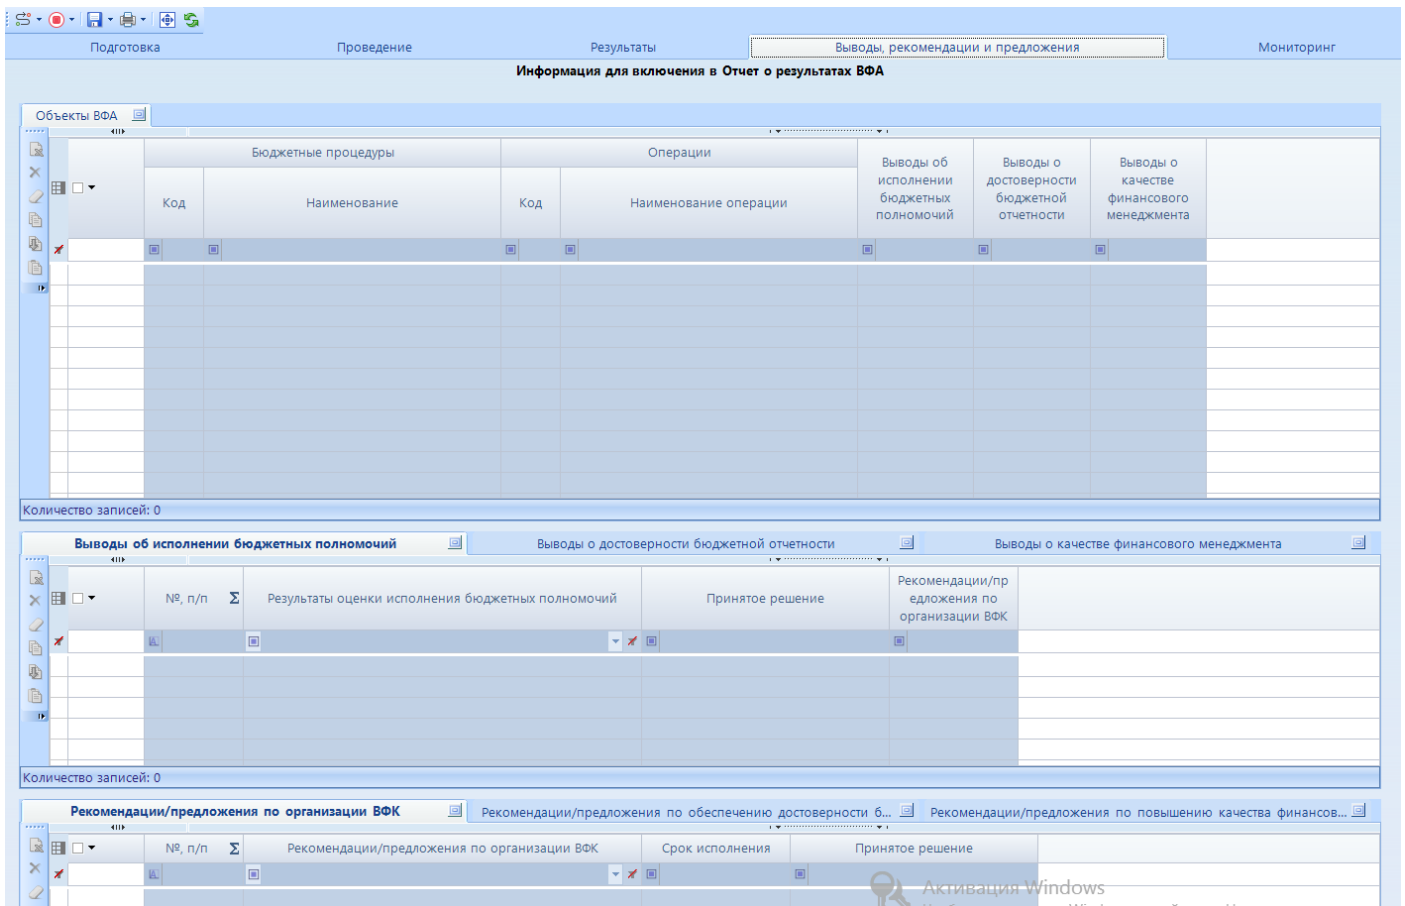 Подготовка Проведение Результаты Выводы, рекомендации и предложения Мониторинг
Информация для включения в Отчет о результатах ВФА
Объекты ВФА
Бюджетные процедуры Операции
Код Наименование Код Наименование операции
Выводы об
исполнении
бюджетных
полномочий
Выводы о
достоверности
бюджетной
отчетности
Выводы о
качестве
финансового
менеджмента
Количество записей: 0
Выводы об исполнении бюджетных полномочий Выводы о достоверности бюджетной отчетности Выводы о качестве финансового менеджмента
№, п/п Σ Результаты оценки исполнения бюджетных полномочий Принятое решение
Рекомендации/пр
едложения по
организации ВФК
Количество записей: 0
Рекомендации/предложения по организации ВФК Рекомендации/предложения по обеспечению достоверности б... Рекомендации/предложения по повышению качества финансов...
№, п/п Σ Рекомендации/предложения по организации ВФК Срок исполнения Принятое решение
Активация Windows